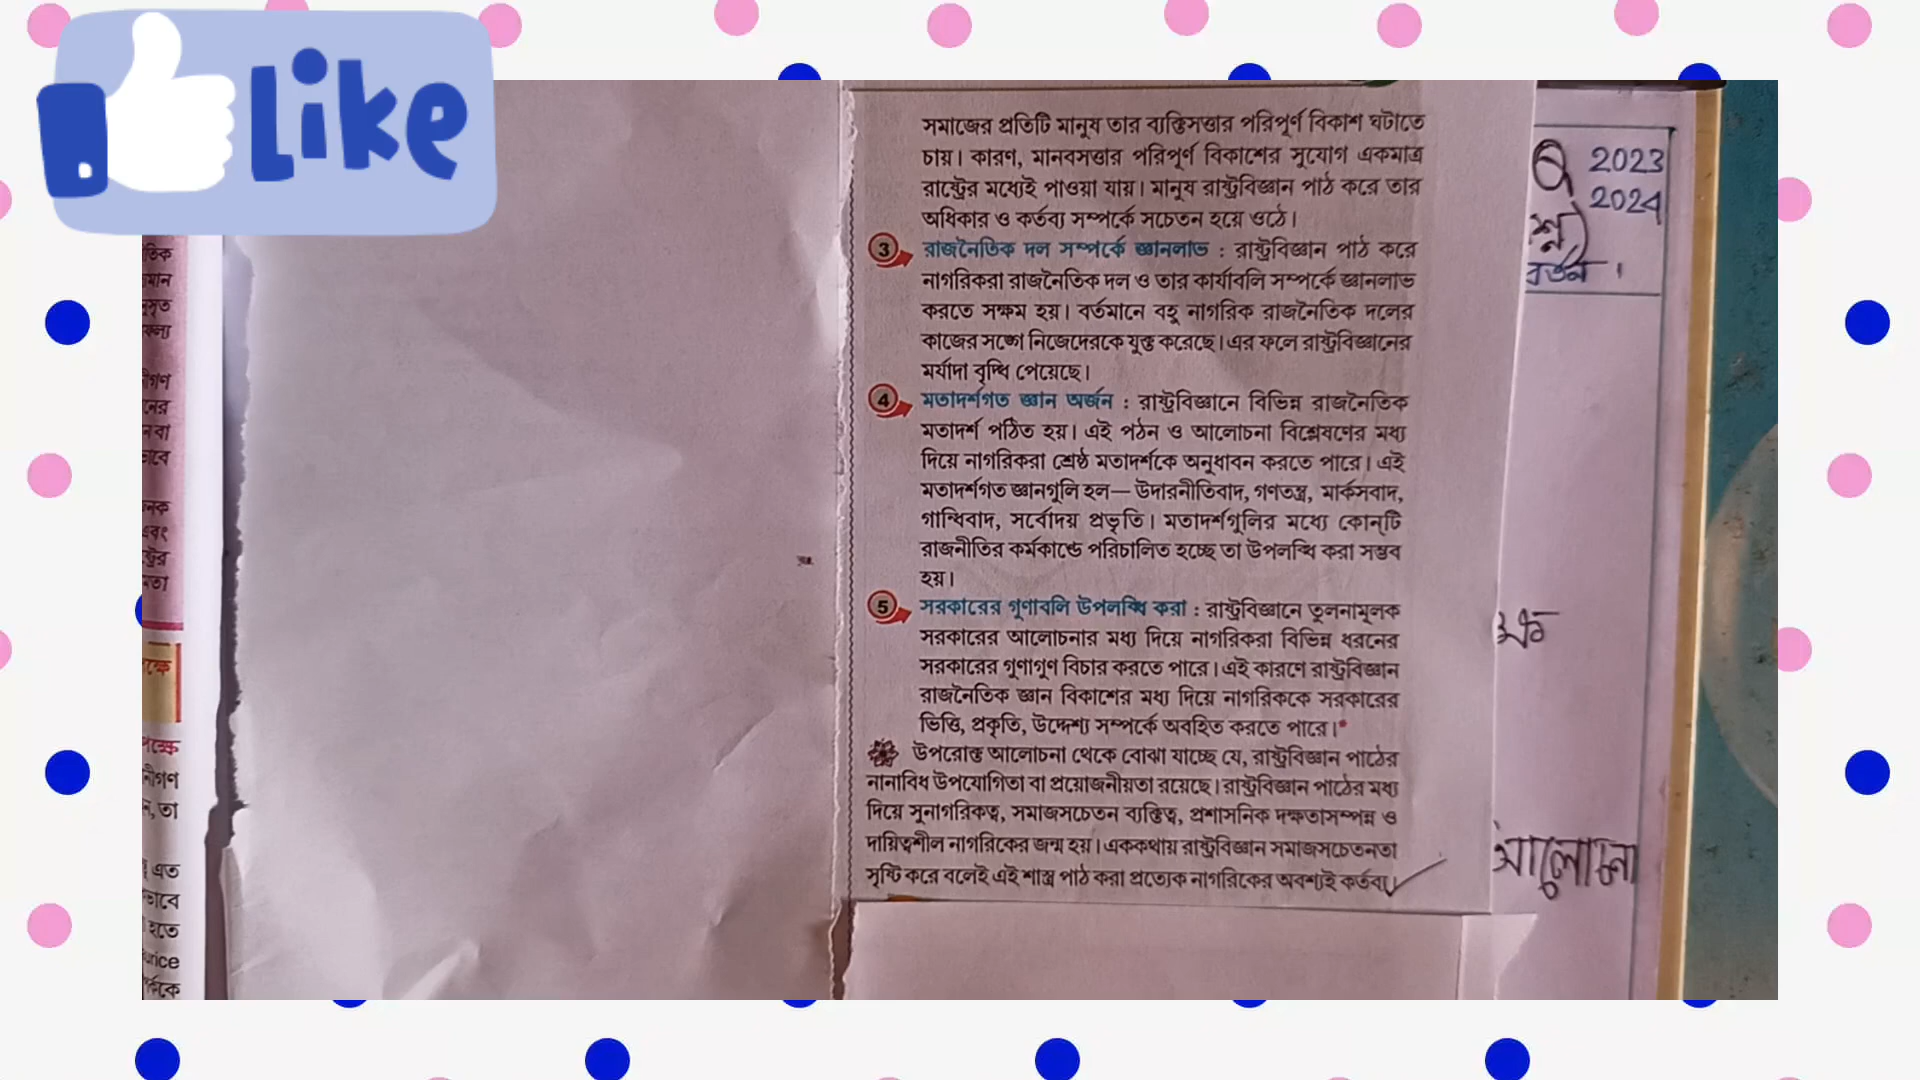 Like
সমাজের প্রতিটি মানুষ তার ব্যক্তিসত্তার পরিপূর্ণ বিকাশ ঘটাতে
চায়। কারণ, মানবসত্তার পরিপূর্ণ বিকাশের সুযোগ একমাত্র
রাষ্ট্রের মধ্যেই পাওয়া যায়। মানুষ রাষ্ট্রবিজ্ঞান পাঠ করে তার
অধিকার ও কর্তব্য সম্পর্কে সচেতন হয়ে ওঠে।
3 রাজনৈতিক দল সম্পর্কে জ্ঞানলাভ : রাষ্ট্রবিজ্ঞান পাঠ করে
নাগরিকরা রাজনৈতিক দল ও তার কার্যাবলি সম্পর্কে জ্ঞানলাভ
করতে সক্ষম হয়। বর্তমানে বহু নাগরিক রাজনৈতিক দলের
কাজের সঙ্গে নিজেদেরকে যুক্ত করেছে। এর ফলে রাষ্ট্রবিজ্ঞানের
মর্যাদা বৃদ্ধি পেয়েছে।
4 মতাদর্শগত জ্ঞান অর্জন : রাষ্ট্রবিজ্ঞানে বিভিন্ন রাজনৈতিক
মতাদর্শ পঠিত হয়। এই পঠন ও আলোচনা বিশ্লেষণের মধ্য
দিয়ে নাগরিকরা শ্রেষ্ঠ মতাদর্শকে অনুধাবন করতে পারে। এই
মতাদর্শগত জ্ঞানগুলি হল— উদারনীতিবাদ, গণতন্ত্র, মার্কসবাদ,
গান্ধিবাদ, সর্বোদয় প্রভৃতি। মতাদর্শগুলির মধ্যে কোন্‌টি
রাজনীতির কর্মকাণ্ডে পরিচালিত হচ্ছে তা উপলব্ধি করা সম্ভব
হয়।
5 সরকারের গুণাবলি উপলব্ধি করা : রাষ্ট্রবিজ্ঞানে তুলনামূলক
সরকারের আলোচনার মধ্য দিয়ে নাগরিকরা বিভিন্ন ধরনের
সরকারের গুণাগুণ বিচার করতে পারে। এই কারণে রাষ্ট্রবিজ্ঞান
রাজনৈতিক জ্ঞান বিকাশের মধ্য দিয়ে নাগরিককে সরকারের
ভিত্তি, প্রকৃতি, উদ্দেশ্য সম্পর্কে অবহিত করতে পারে।*
উপরোক্ত আলোচনা থেকে বোঝা যাচ্ছে যে, রাষ্ট্রবিজ্ঞান পাঠের
নানাবিধ উপযোগিতা বা প্রয়োজনীয়তা রয়েছে। রাষ্ট্রবিজ্ঞান পাঠের মধ্য
দিয়ে সুনাগরিকত্ব, সমাজসচেতন ব্যক্তিত্ব, প্রশাসনিক দক্ষতাসম্পন্ন ও
দায়িত্বশীল নাগরিকের জন্ম হয়। এককথায় রাষ্ট্রবিজ্ঞান সমাজসচেতনতা
সৃষ্টি করে বলেই এই শাস্ত্র পাঠ করা প্রত্যেক নাগরিকের অবশ্যই কর্তব্য।
2023
2024
এবং
এত
হতে